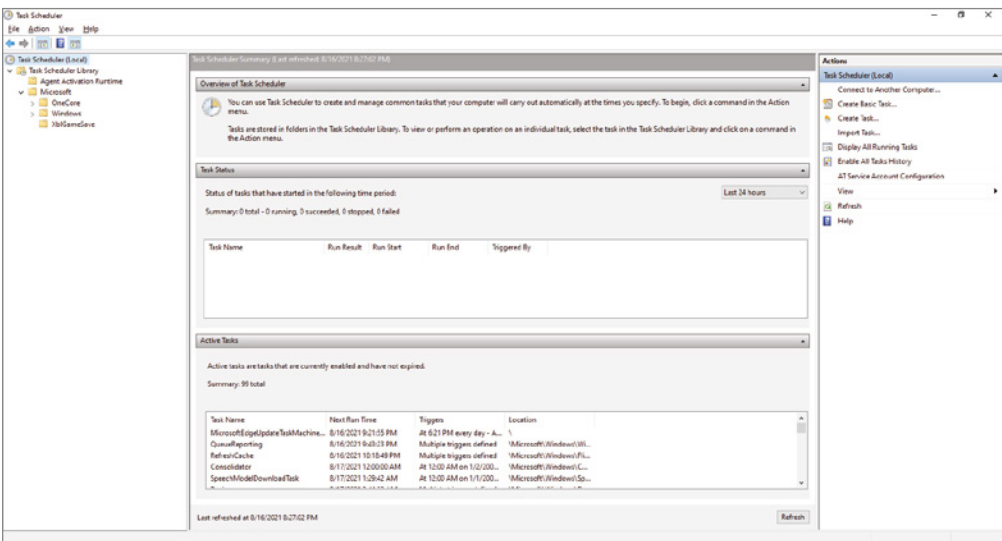 Task Scheduler
File Action View Help
Task Scheduler (Local)
Task Scheduler Library
Agent Activation Runtime
Microsoft
OneCore
Windows
XblGameSave
Task Scheduler Summary (Last refreshed: 8/16/2021 8:27:02 PM)
Overview of Task Scheduler
You can use Task Scheduler to create and manage common tasks that your computer will carry out automatically at the times you specify. To begin, click a command in the Action
menu.
Tasks are stored in folders in the Task Scheduler Library. To view or perform an operation on an individual task, select the task in the Task Scheduler Library and click on a command in
the Action menu.
Task Status
Status of tasks that have started in the following time period:
Last 24 hours
Summary: 0 total - 0 running, 0 succeeded, 0 stopped, 0 failed
Task Name Run Result Run Start Run End Triggered By
Active Tasks
Active tasks are tasks that are currently enabled and have not expired.
Summary: 99 total
Task Name Next Run Time Triggers Location
MicrosoftEdgeUpdateTaskMachine... 8/16/2021 9:21:55 PM At 6:21 PM every day - A... \
QueueReporting 8/16/2021 9:43:23 PM Multiple triggers defined \Microsoft\Windows\Wi...
RefreshCache 8/16/2021 10:18:49 PM Multiple triggers defined \Microsoft\Windows\Fli...
Consolidator 8/17/2021 12:00:00 AM At 12:00 AM on 1/2/200... \Microsoft\Windows\C...
SpeechModelDownloadTask 8/17/2021 1:29:42 AM At 12:00 AM on 1/1/200... \Microsoft\Windows\Sp...
Last refreshed at 8/16/2021 8:27:02 PM
Refresh
Actions
Task Scheduler (Local)
Connect to Another Computer...
Create Basic Task...
Create Task...
Import Task...
Display All Running Tasks
Enable All Tasks History
AT Service Account Configuration
View
Refresh
Help